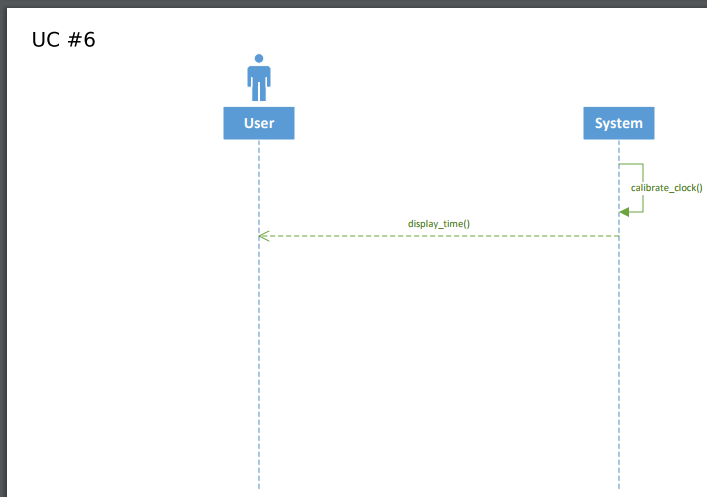 UC #6
User
System
calibrate_clock()
display_time()